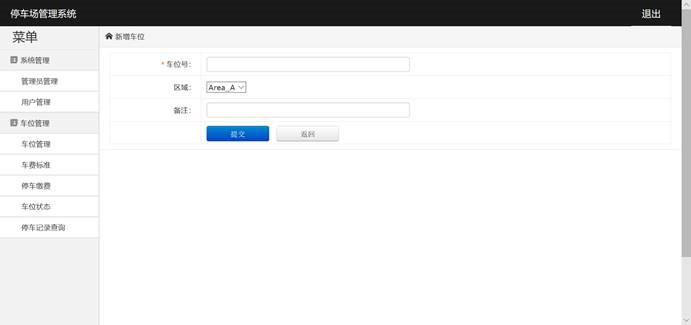 停车场管理系统
退出
菜单
新增车位
系统管理
管理员管理
用户管理
车位管理
车位管理
车费标准
停车缴费
车位状态
停车记录查询
* 车位号:
区域: Area_A
备注:
提交 返回